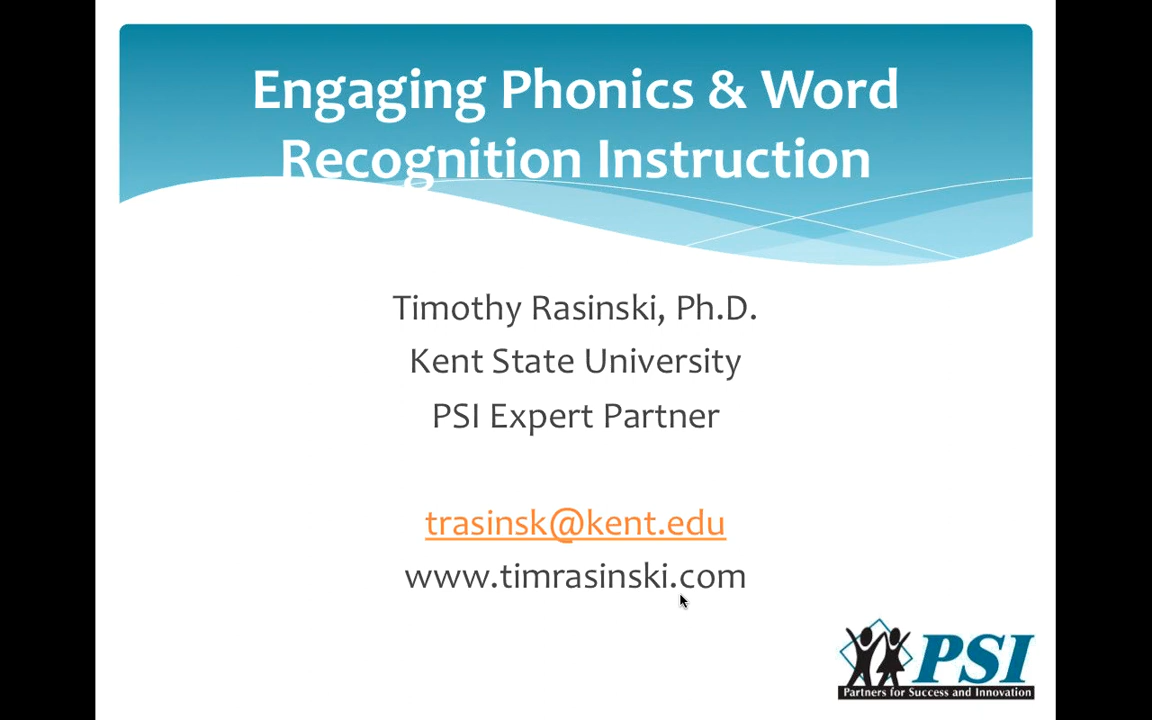 Engaging Phonics & Word
Recognition Instruction
Timothy Rasinski, Ph.D.
Kent State University
PSI Expert Partner
trasinsk@kent.edu
www.timrasinski.com
PSI
Partners for Success and Innovation